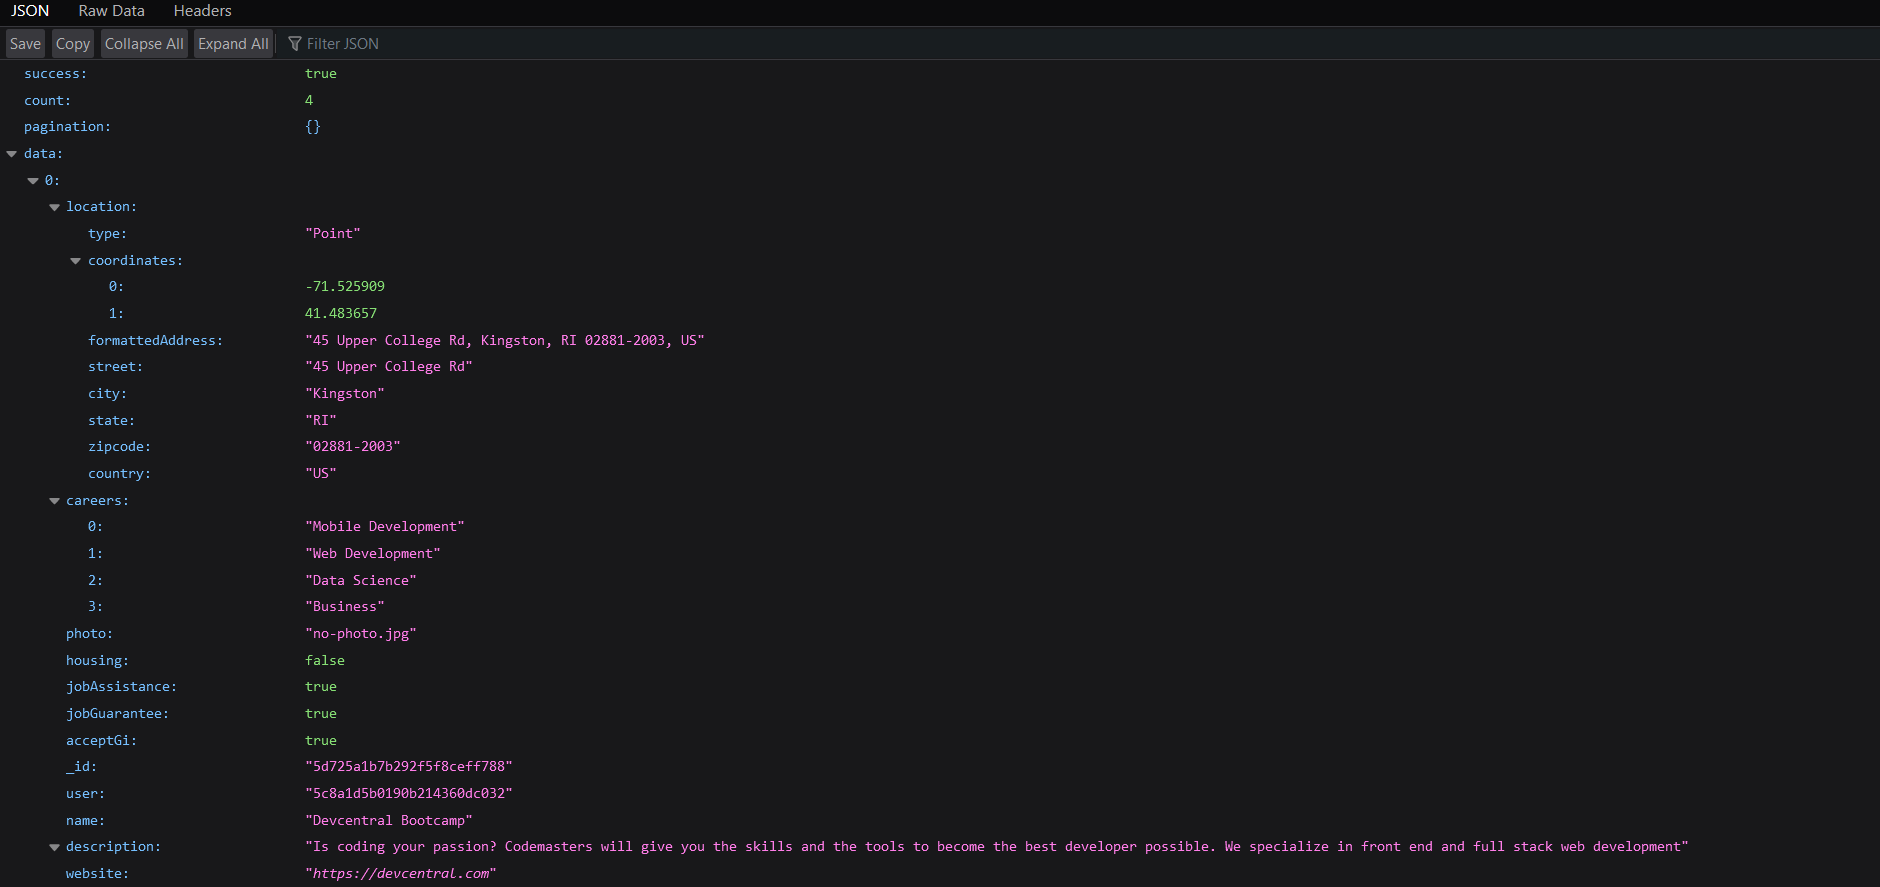 JSON Raw Data Headers
Save Copy Collapse All Expand All Filter JSON
success: true
count: 4
pagination: {}
data:
0:
location:
type: "Point"
coordinates:
0: -71.525909
1: 41.483657
formattedAddress: "45 Upper College Rd, Kingston, RI 02881-2003, US"
street: "45 Upper College Rd"
city: "Kingston"
state: "RI"
zipcode: "02881-2003"
country: "US"
careers:
0: "Mobile Development"
1: "Web Development"
2: "Data Science"
3: "Business"
photo: "no-photo.jpg"
housing: false
jobAssistance: true
jobGuarantee: true
acceptGi: true
_id: "5d725a1b7b292f5f8ceff788"
user: "5c8a1d5b0190b214360dc032"
name: "Devcentral Bootcamp"
description: "Is coding your passion? Codemasters will give you the skills and the tools to become the best developer possible. We specialize in front end and full stack web development"
website: "https://devcentral.com"